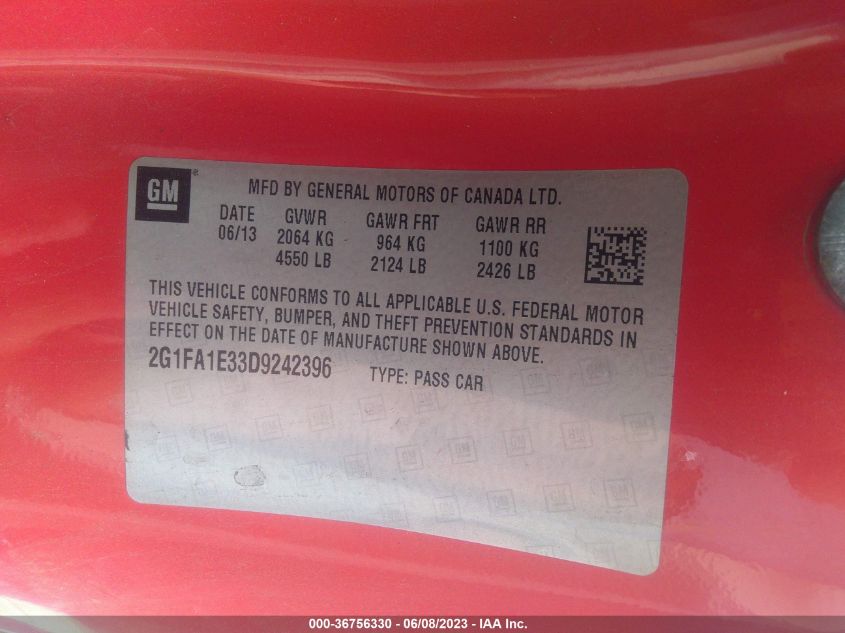 GM ®
MFD BY GENERAL MOTORS OF CANADA LTD.
DATE GVWR GAWR FRT GAWR RR
06/13 2064 KG 964 KG 1100 KG
4550 LB 2124 LB 2426 LB
THIS VEHICLE CONFORMS TO ALL APPLICABLE U.S. FEDERAL MOTOR
VEHICLE SAFETY, BUMPER, AND THEFT PREVENTION STANDARDS IN
EFFECT ON THE DATE OF MANUFACTURE SHOWN ABOVE.
2G1FA1E33D9242396 TYPE: PASS CAR
000-36756330 - 06/08/2023 - IAA Inc.